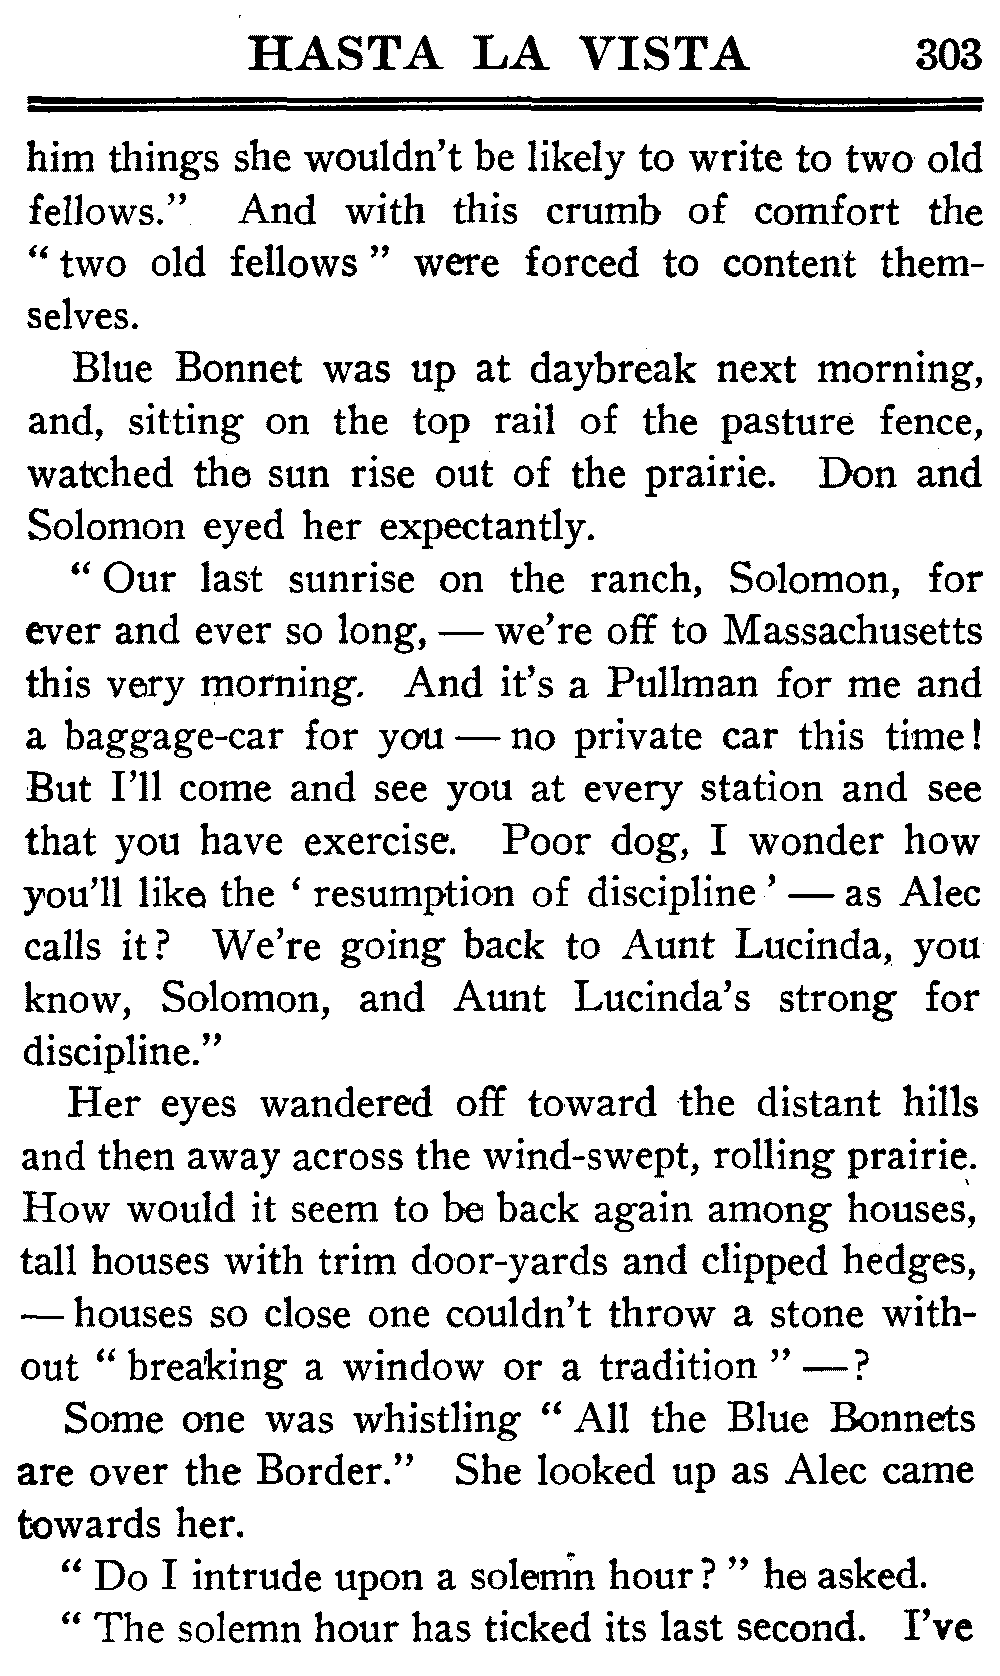 HASTA LA VISTA 303
him things she wouldn't be likely to write to two old
fellows." And with this crumb of comfort the
" two old fellows " were forced to content them-
selves.
Blue Bonnet was up at daybreak next morning,
and, sitting on the top rail of the pasture fence,
watched the sun rise out of the prairie. Don and
Solomon eyed her expectantly.
" Our last sunrise on the ranch, Solomon, for
ever and ever so long, — we're off to Massachusetts
this very morning. And it's a Pullman for me and
a baggage-car for you — no private car this time!
But I'll come and see you at every station and see
that you have exercise. Poor dog, I wonder how
you'll like the ' resumption of discipline ' — as Alec
calls it? We're going back to Aunt Lucinda, you
know, Solomon, and Aunt Lucinda's strong for
discipline."
Her eyes wandered off toward the distant hills
and then away across the wind-swept, rolling prairie.
How would it seem to be back again among houses,
tall houses with trim door-yards and clipped hedges,
— houses so close one couldn't throw a stone with-
out " breaking a window or a tradition " —?
Some one was whistling " All the Blue Bonnets
are over the Border." She looked up as Alec came
towards her.
" Do I intrude upon a solemn hour? " he asked.
" The solemn hour has ticked its last second. I've